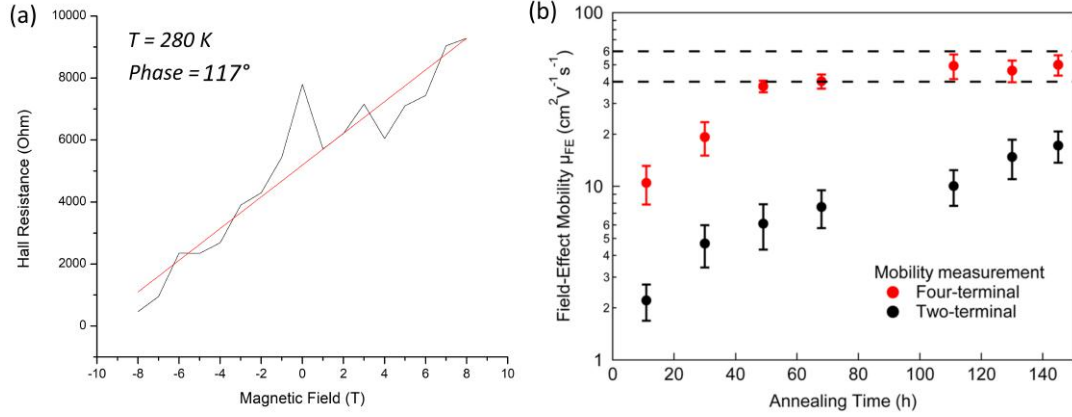 (a)
T = 280 K
Phase = 117°
10000
8000
6000
4000
2000
0
Hall Resistance (Ohm)
-10 -8 -6 -4 -2 0 2 4 6 8 10
Magnetic Field (T)
(b)
6
5
4
3
2
10
6
5
4
3
2
1
Field-Effect Mobility μFE (cm²V⁻¹s⁻¹)
Mobility measurement
Four-terminal
Two-terminal
0 20 40 60 80 100 120 140
Annealing Time (h)